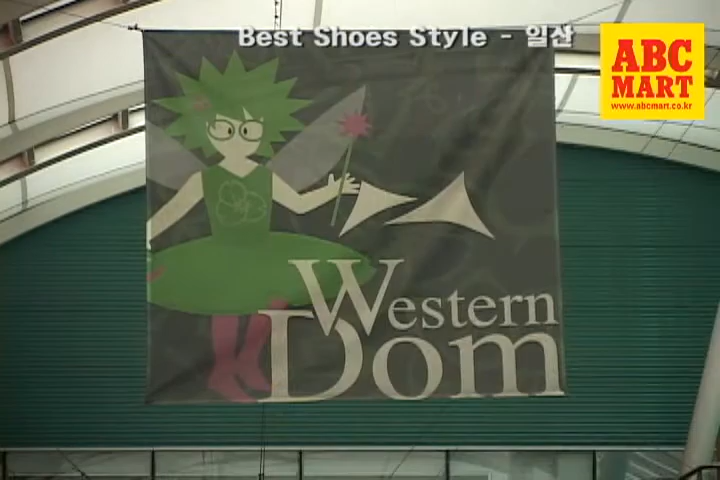 Best Shoes Style - 일산
ABC
MART
www.abcmart.co.kr
Western
Dom